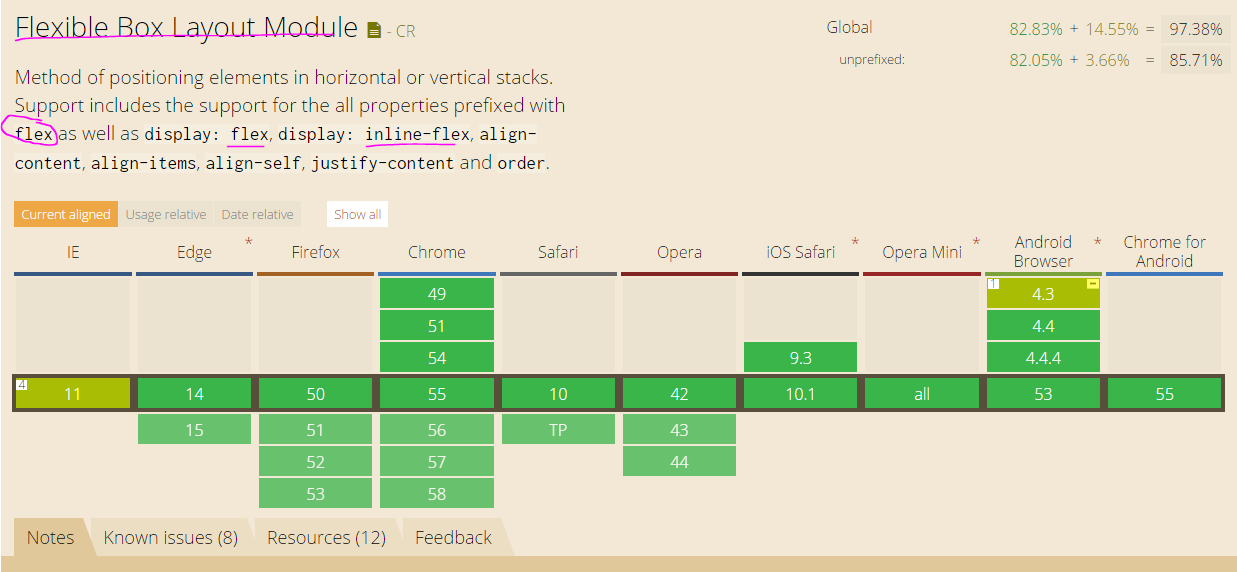 Flexible Box Layout Module - CR
Global 82.83% + 14.55% = 97.38%
unprefixed: 82.05% + 3.66% = 85.71%
Method of positioning elements in horizontal or vertical stacks.
Support includes the support for the all properties prefixed with
flex as well as display: flex, display: inline-flex, align-
content, align-items, align-self, justify-content and order.
Current aligned Usage relative Date relative Show all
IE Edge * Firefox Chrome Safari Opera iOS Safari * Opera Mini * Android Browser * Chrome for Android
49 1 4.3 -
51 4.4
54 9.3 4.4.4
4 11 14 50 55 10 42 10.1 all 53 55
15 51 56 TP 43
52 57 44
53 58
Notes Known issues (8) Resources (12) Feedback